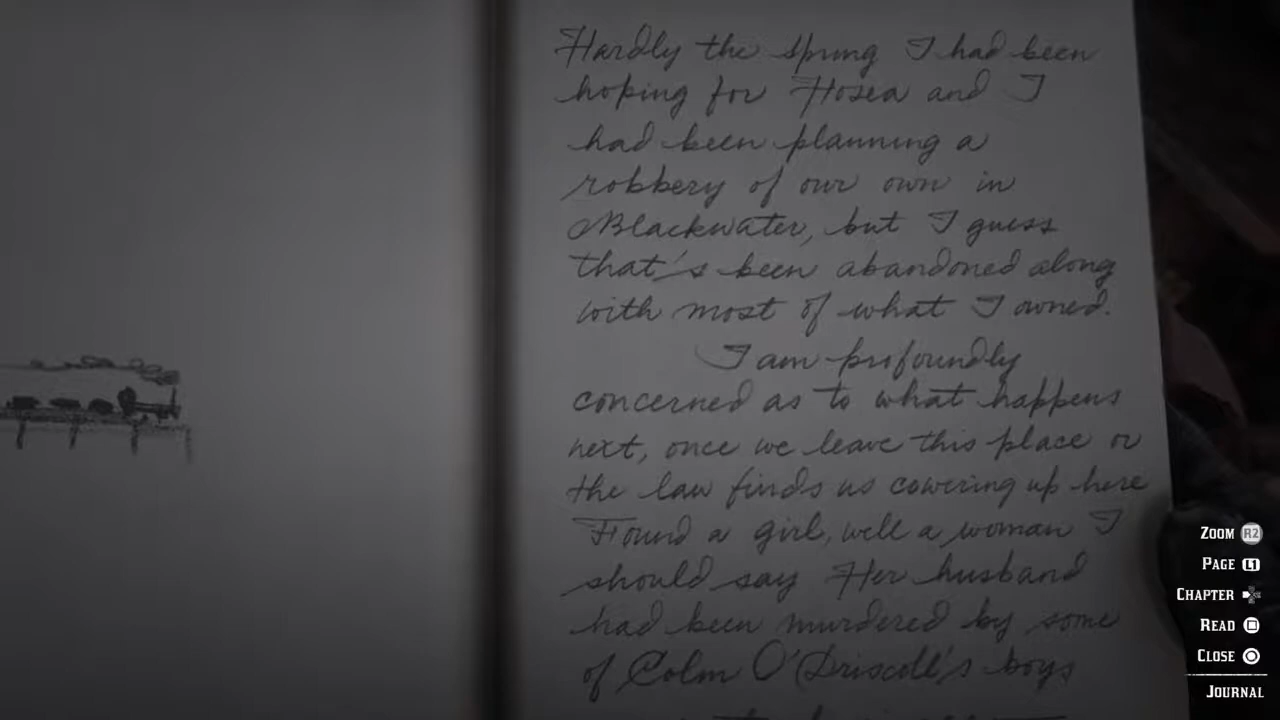 Hardly the spring I had been
hoping for Hosea and I
had been planning a
robbery of our own in
Blackwater, but I guess
that's been abandoned along
with most of what I owned.
I am profoundly
concerned as to what happens
next, once we leave this place or
the law finds us cowering up here
Found a girl, well a woman I
should say Her husband
had been murdered by some
of Colm O'Driscoll's boys
ZOOM R2
PAGE L1
CHAPTER
READ
CLOSE
JOURNAL